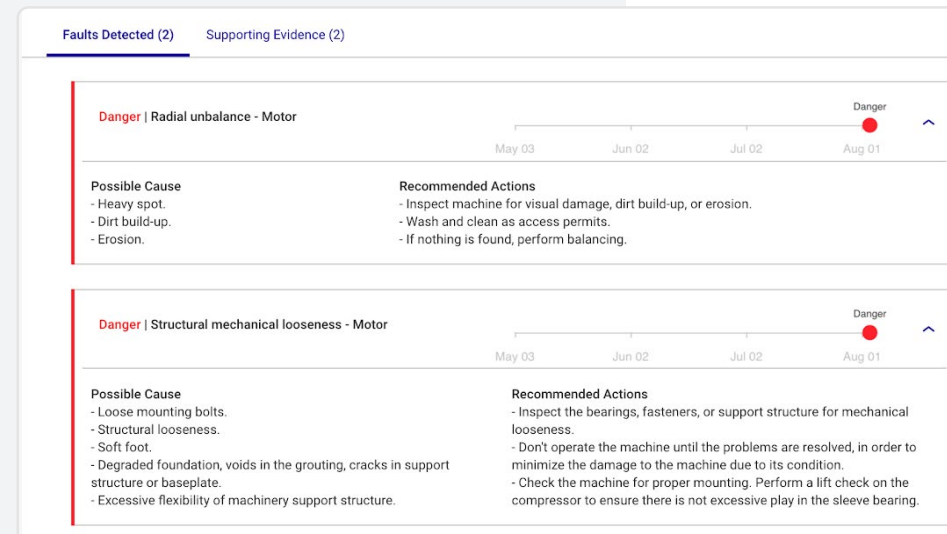 Faults Detected (2) Supporting Evidence (2)
Danger | Radial unbalance - Motor
Danger
May 03 Jun 02 Jul 02 Aug 01
Possible Cause
- Heavy spot.
- Dirt build-up.
- Erosion.
Recommended Actions
- Inspect machine for visual damage, dirt build-up, or erosion.
- Wash and clean as access permits.
- If nothing is found, perform balancing.
Danger | Structural mechanical looseness - Motor
Danger
May 03 Jun 02 Jul 02 Aug 01
Possible Cause
- Loose mounting bolts.
- Structural looseness.
- Soft foot.
- Degraded foundation, voids in the grouting, cracks in support
structure or baseplate.
- Excessive flexibility of machinery support structure.
Recommended Actions
- Inspect the bearings, fasteners, or support structure for mechanical
looseness.
- Don't operate the machine until the problems are resolved, in order to
minimize the damage to the machine due to its condition.
- Check the machine for proper mounting. Perform a lift check on the
compressor to ensure there is not excessive play in the sleeve bearing.